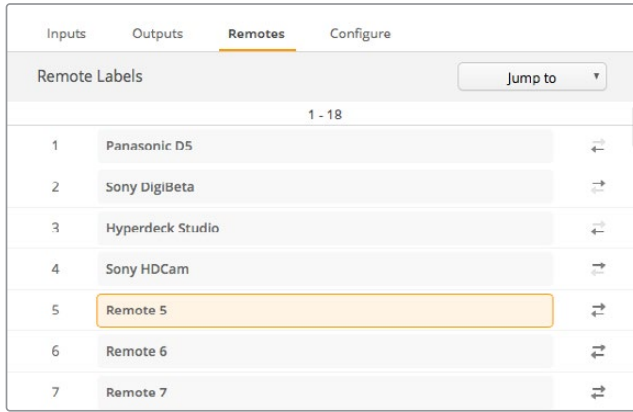 Inputs Outputs Remotes Configure
Remote Labels Jump to
1 - 18
1 Panasonic D5
2 Sony DigiBeta
3 Hyperdeck Studio
4 Sony HDCam
5 Remote 5
6 Remote 6
7 Remote 7